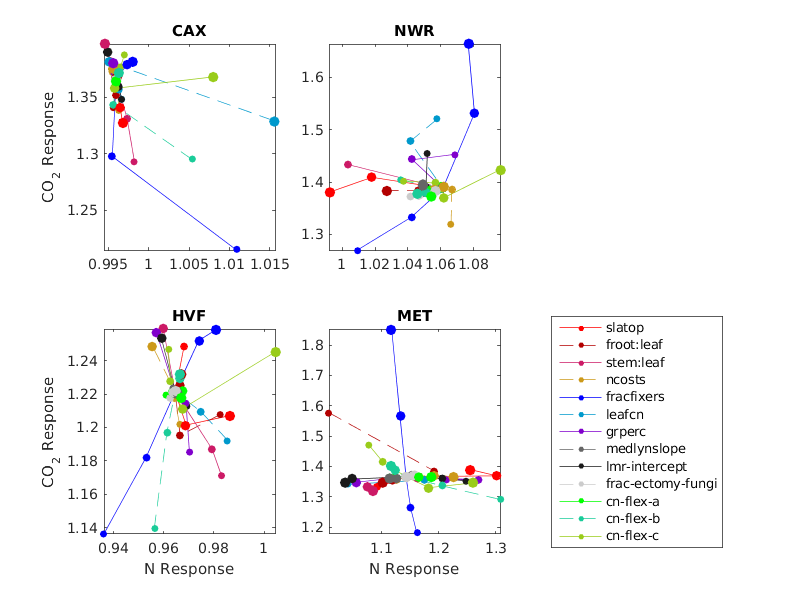 CAX
NWR
CO2 Response
1.35
1.3
1.25
0.995 1 1.005 1.01 1.015
1.6
1.5
1.4
1.3
1 1.02 1.04 1.06 1.08
HVF
MET
CO2 Response
1.24
1.22
1.2
1.18
1.16
1.14
0.94 0.96 0.98 1
N Response
1.8
1.7
1.6
1.5
1.4
1.3
1.2
1.1 1.2 1.3
N Response
slatop
froot:leaf
stem:leaf
ncosts
fracfixers
leafcn
grperc
medlynslope
lmr-intercept
frac-ectomy-fungi
cn-flex-a
cn-flex-b
cn-flex-c